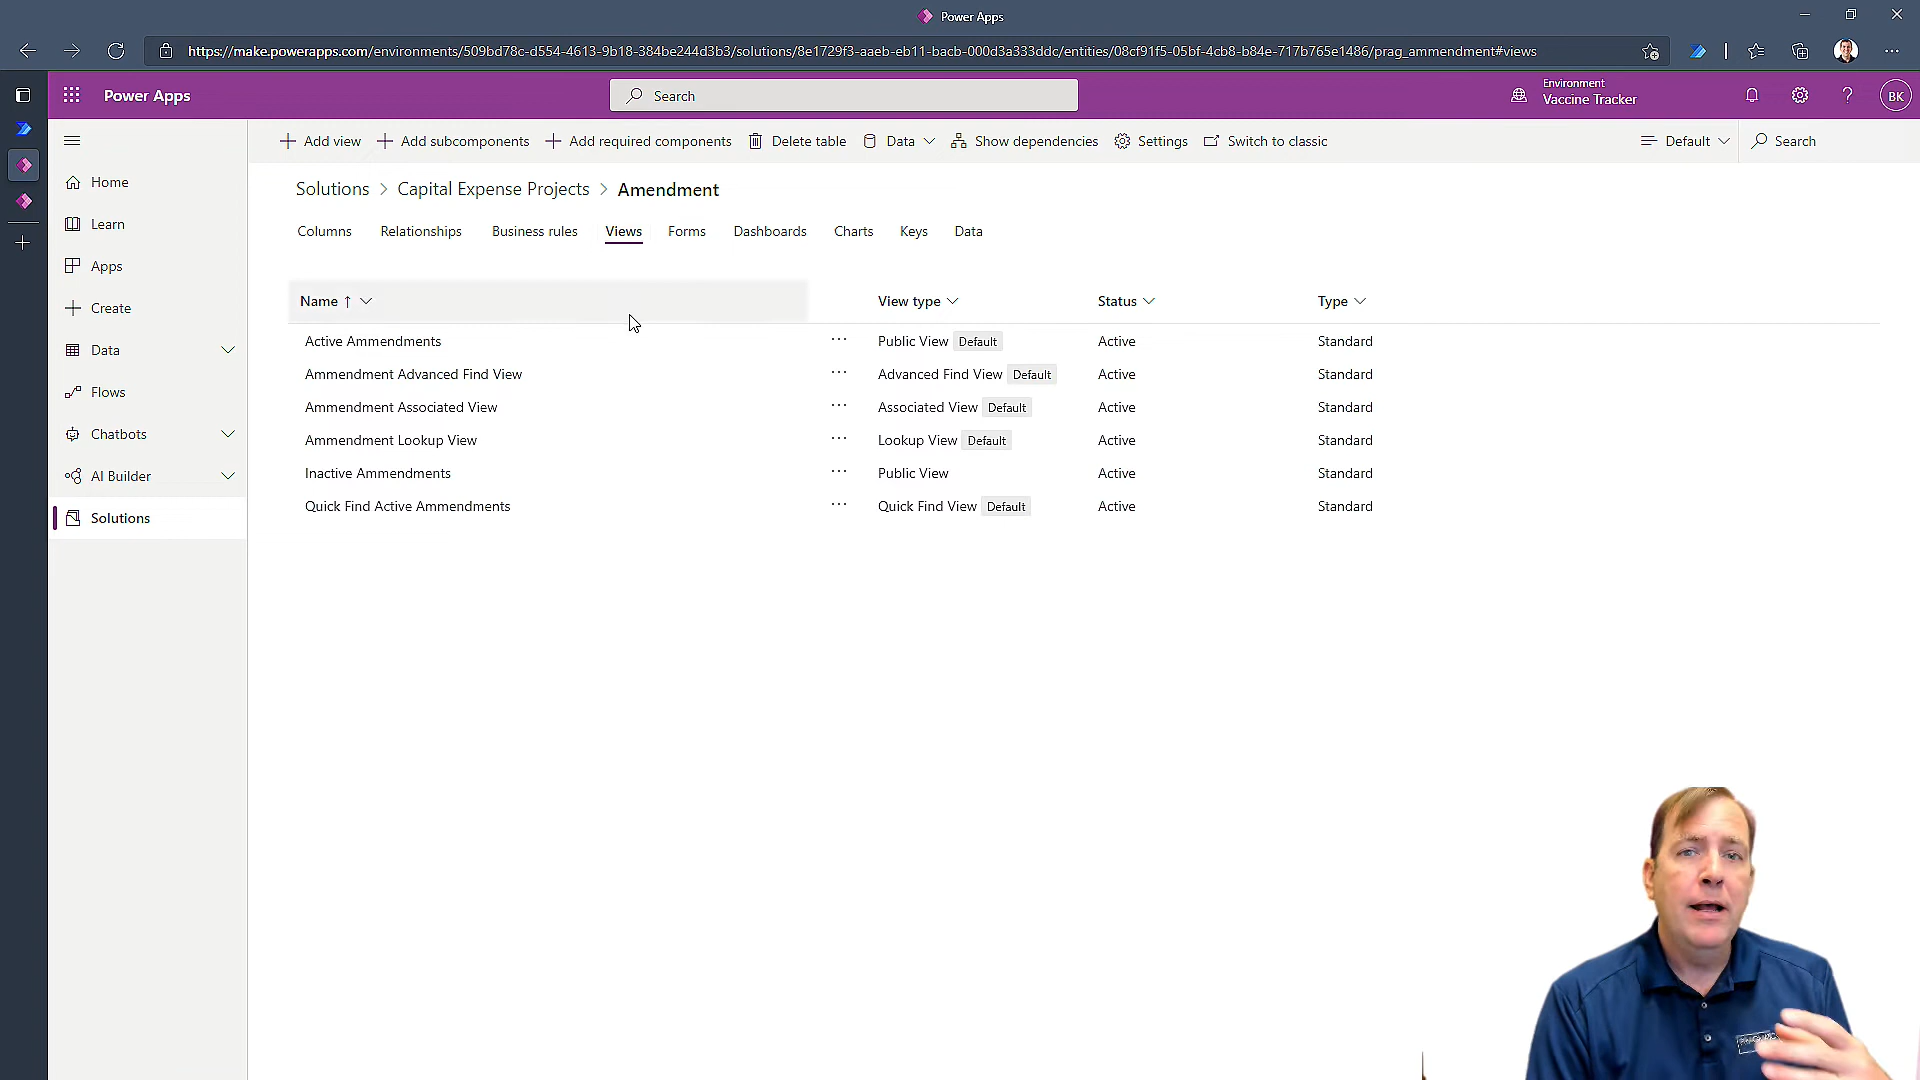 Power Apps
https://make.powerapps.com/environments/509bd78c-d554-4613-9b18-384be244d3b3/solutions/8e1729f3-aaeb-eb11-bacb-000d3a333ddc/entities/08cf91f5-05bf-4cb8-b84e-717b765e1486/prag_ammendment#views
Power Apps
Search
Environment
Vaccine Tracker
BK
Add view
Add subcomponents
Add required components
Delete table
Data
Show dependencies
Settings
Switch to classic
Default
Search
Home
Learn
Apps
Create
Data
Flows
Chatbots
AI Builder
Solutions
Solutions > Capital Expense Projects > Amendment
Columns Relationships Business rules Views Forms Dashboards Charts Keys Data
Name ↑ View type Status Type
Active Ammendments ··· Public View Default Active Standard
Ammendment Advanced Find View ··· Advanced Find View Default Active Standard
Ammendment Associated View ··· Associated View Default Active Standard
Ammendment Lookup View ··· Lookup View Default Active Standard
Inactive Ammendments ··· Public View Active Standard
Quick Find Active Ammendments ··· Quick Find View Default Active Standard